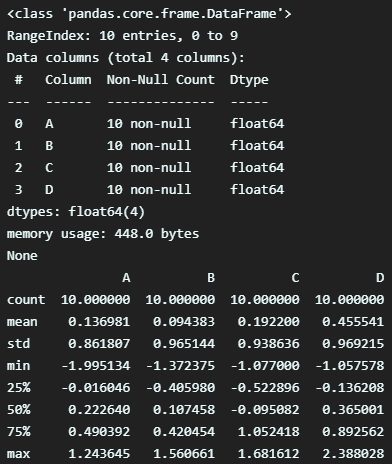 <class 'pandas.core.frame.DataFrame'>
RangeIndex: 10 entries, 0 to 9
Data columns (total 4 columns):
 #   Column  Non-Null Count  Dtype
---  ------  --------------  -----
 0   A       10 non-null     float64
 1   B       10 non-null     float64
 2   C       10 non-null     float64
 3   D       10 non-null     float64
dtypes: float64(4)
memory usage: 448.0 bytes
None
               A          B          C          D
count  10.000000  10.000000  10.000000  10.000000
mean    0.136981   0.094383   0.192200   0.455541
std     0.861807   0.965144   0.938636   0.969215
min    -1.995134  -1.372375  -1.077000  -1.057578
25%    -0.016046  -0.405980  -0.522896  -0.136208
50%     0.222640   0.107458  -0.095082   0.365001
75%     0.490392   0.420454   1.052418   0.892562
max     1.243645   1.560661   1.681612   2.388028